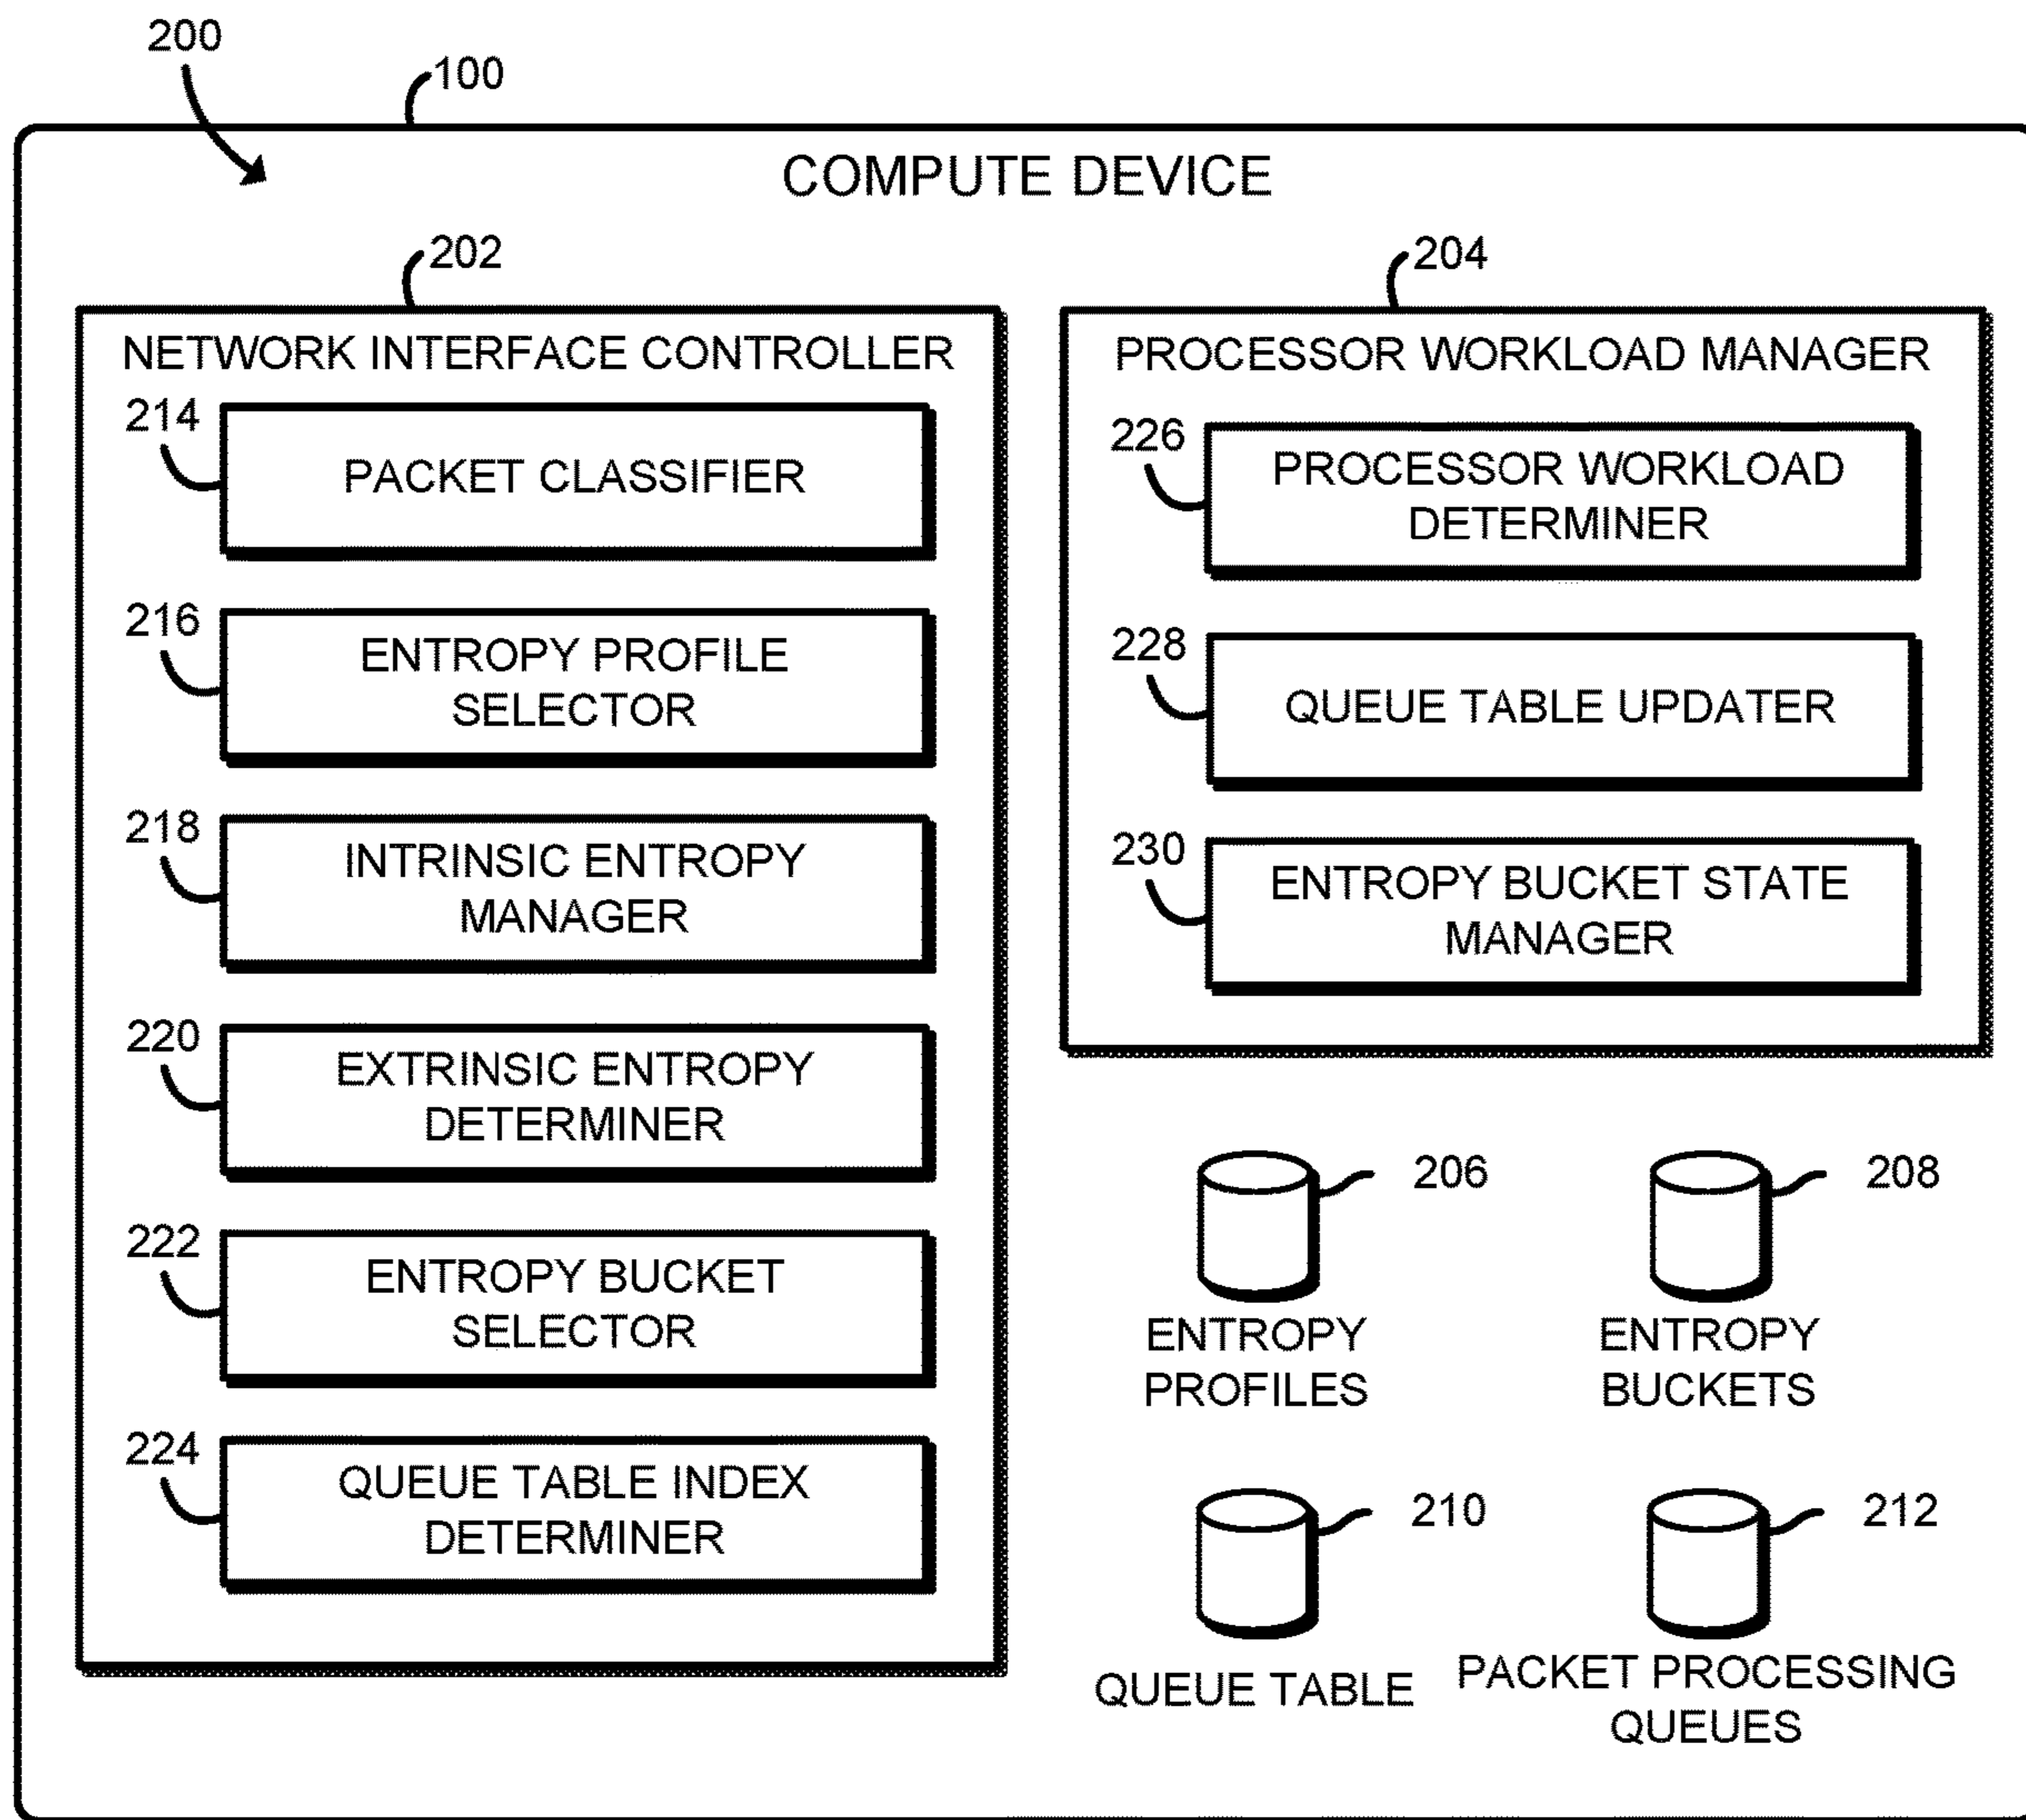 200
100
COMPUTE DEVICE
202
NETWORK INTERFACE CONTROLLER
214
PACKET CLASSIFIER
216
ENTROPY PROFILE
SELECTOR
218
INTRINSIC ENTROPY
MANAGER
220
EXTRINSIC ENTROPY
DETERMINER
222
ENTROPY BUCKET
SELECTOR
224
QUEUE TABLE INDEX
DETERMINER
204
PROCESSOR WORKLOAD MANAGER
226
PROCESSOR WORKLOAD
DETERMINER
228
QUEUE TABLE UPDATER
230
ENTROPY BUCKET STATE
MANAGER
206
ENTROPY
PROFILES
208
ENTROPY
BUCKETS
210
QUEUE TABLE
212
PACKET PROCESSING
QUEUES